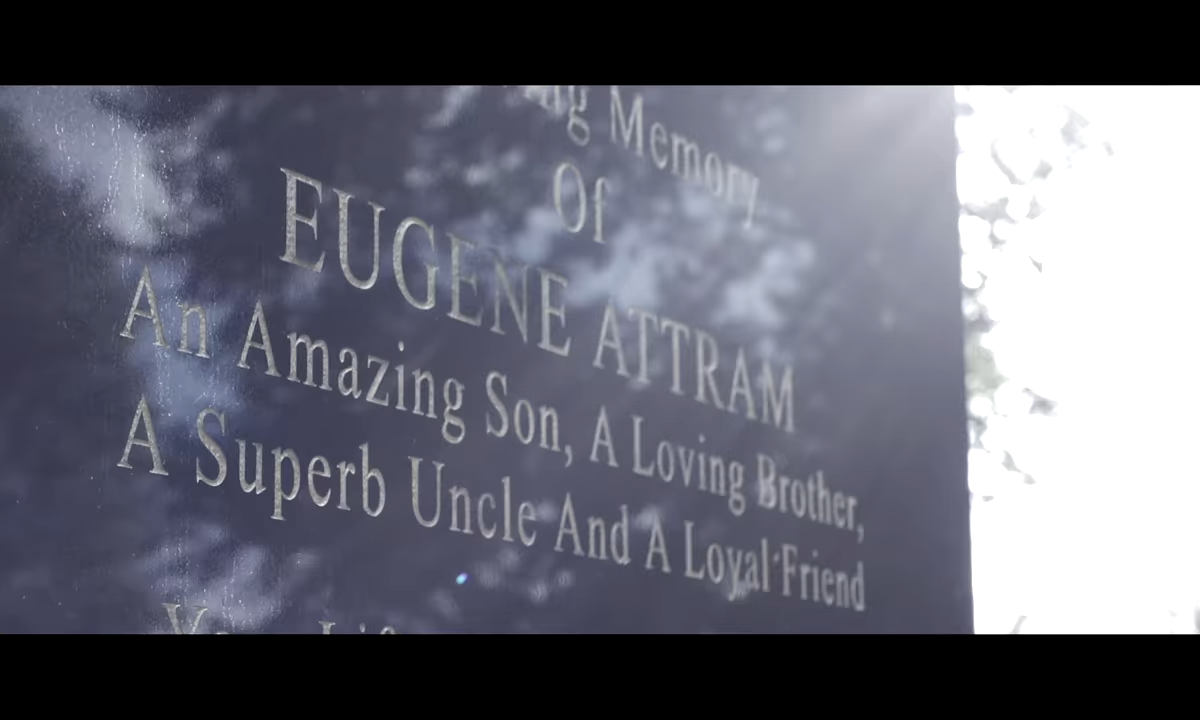 Memory
Of
EUGENE ATTRAM
An Amazing Son, A Loving Brother,
A Superb Uncle And A Loyal Friend